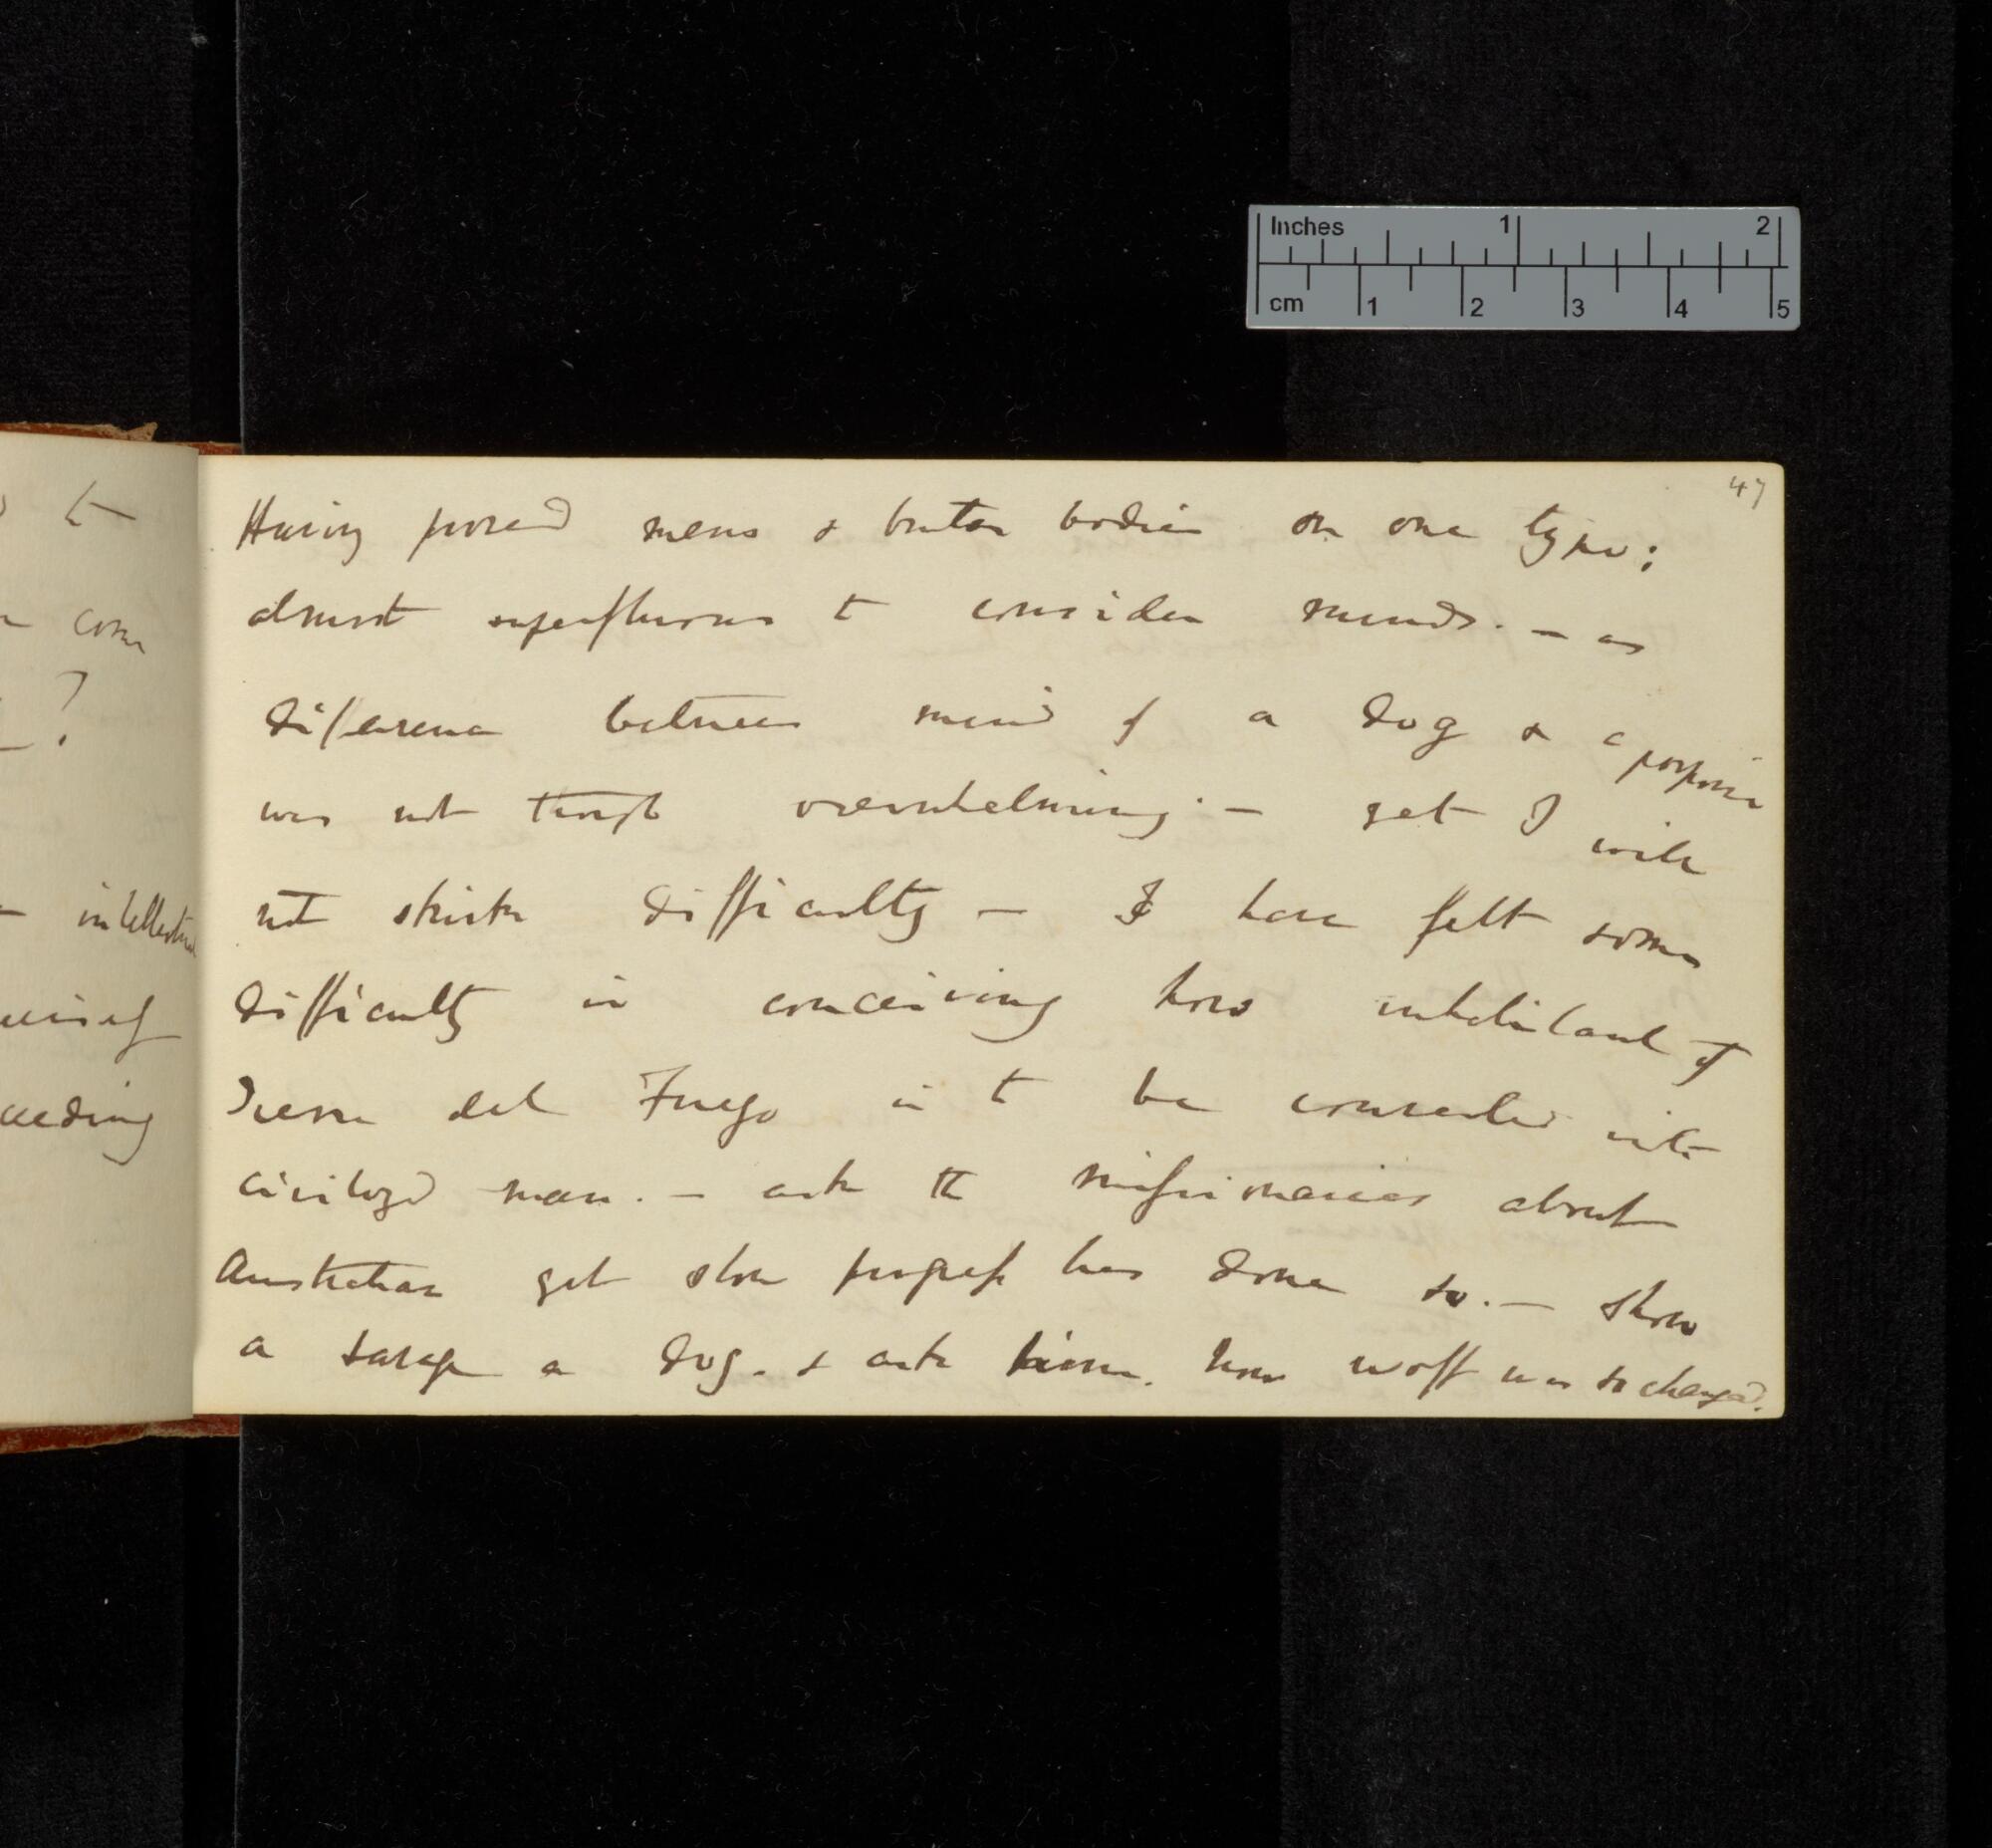 47
Having proved mens & brutes bodies on one type:
almost superfluous to consider minds. — as
difference between mind of a dog & a porpoise
was not thought overwhelming — yet I will
not shirk difficulty — I have felt some
difficulty in conceiving how inhabitant of
Tierra del Fuego is to be converted into
civilized man. — ask the missionaries about
Australian yet slow progress has done so. — Show
a savage a dog. & ask him. how wolf was so changed.
to
come
?
intellectual
ceeding
Inches 1 2
cm 1 2 3 4 5